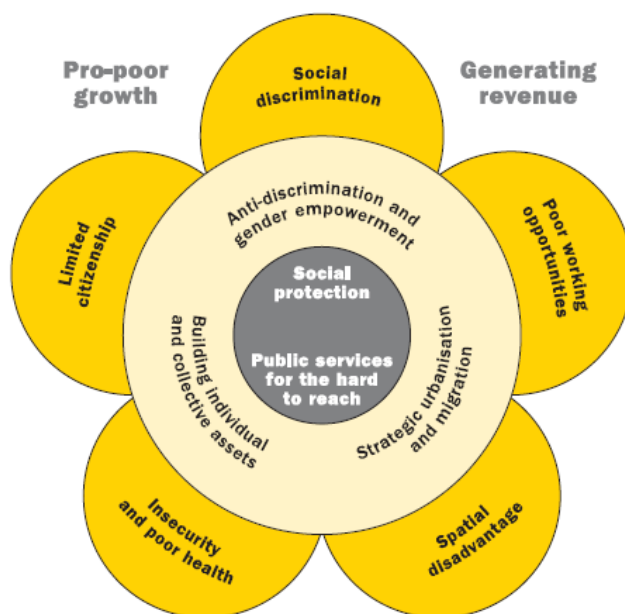 Pro-poor
growth
Social
discrimination
Generating
revenue
Limited
citizenship
Anti-discrimination and
gender empowerment
Poor working
opportunities
Social
protection
Public services
for the hard
to reach
Building individual
and collective assets
Strategic urbanisation
and migration
Insecurity
and poor health
Spatial
disadvantage